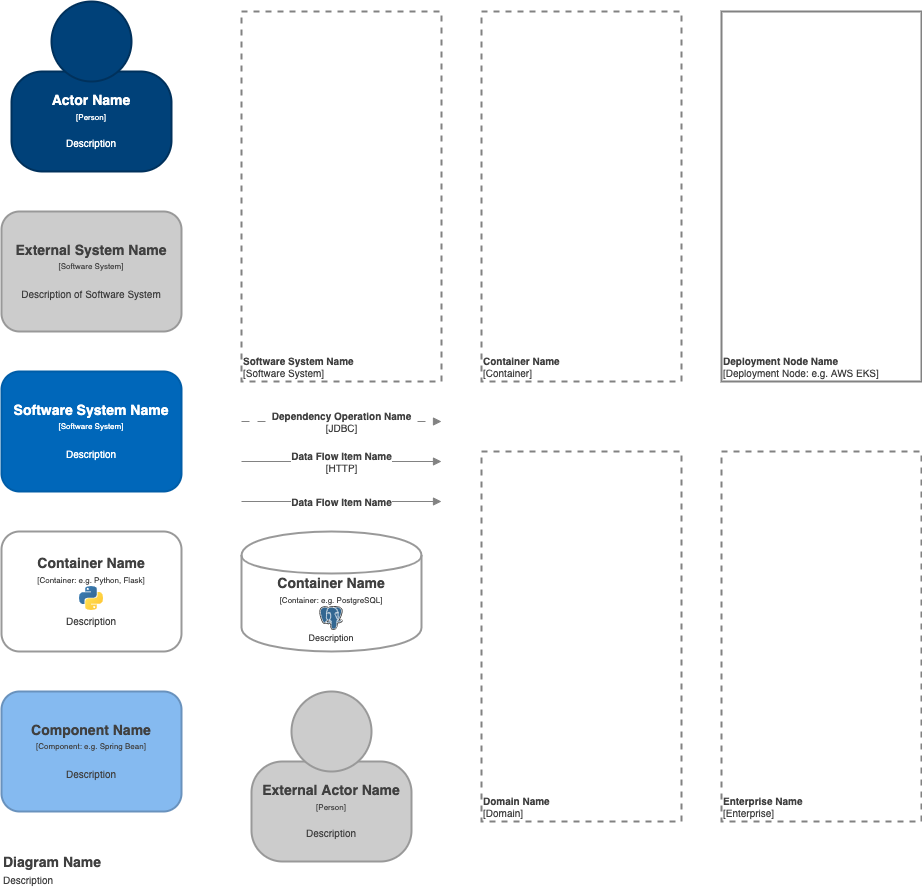 Actor Name
[Person]
Description
External System Name
[Software System]
Description of Software System
Software System Name
[Software System]
Description
Container Name
[Container: e.g. Python, Flask]
Description
Component Name
[Component: e.g. Spring Bean]
Description
Diagram Name
Description
Software System Name
[Software System]
Dependency Operation Name
[JDBC]
Data Flow Item Name
[HTTP]
Data Flow Item Name
Container Name
[Container: e.g. PostgreSQL]
Description
External Actor Name
[Person]
Description
Container Name
[Container]
Domain Name
[Domain]
Deployment Node Name
[Deployment Node: e.g. AWS EKS]
Enterprise Name
[Enterprise]